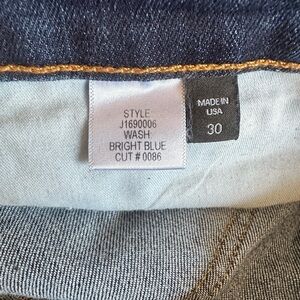 STYLE
J1690006
WASH
BRIGHT BLUE
CUT # 0086
MADE IN
USA
30